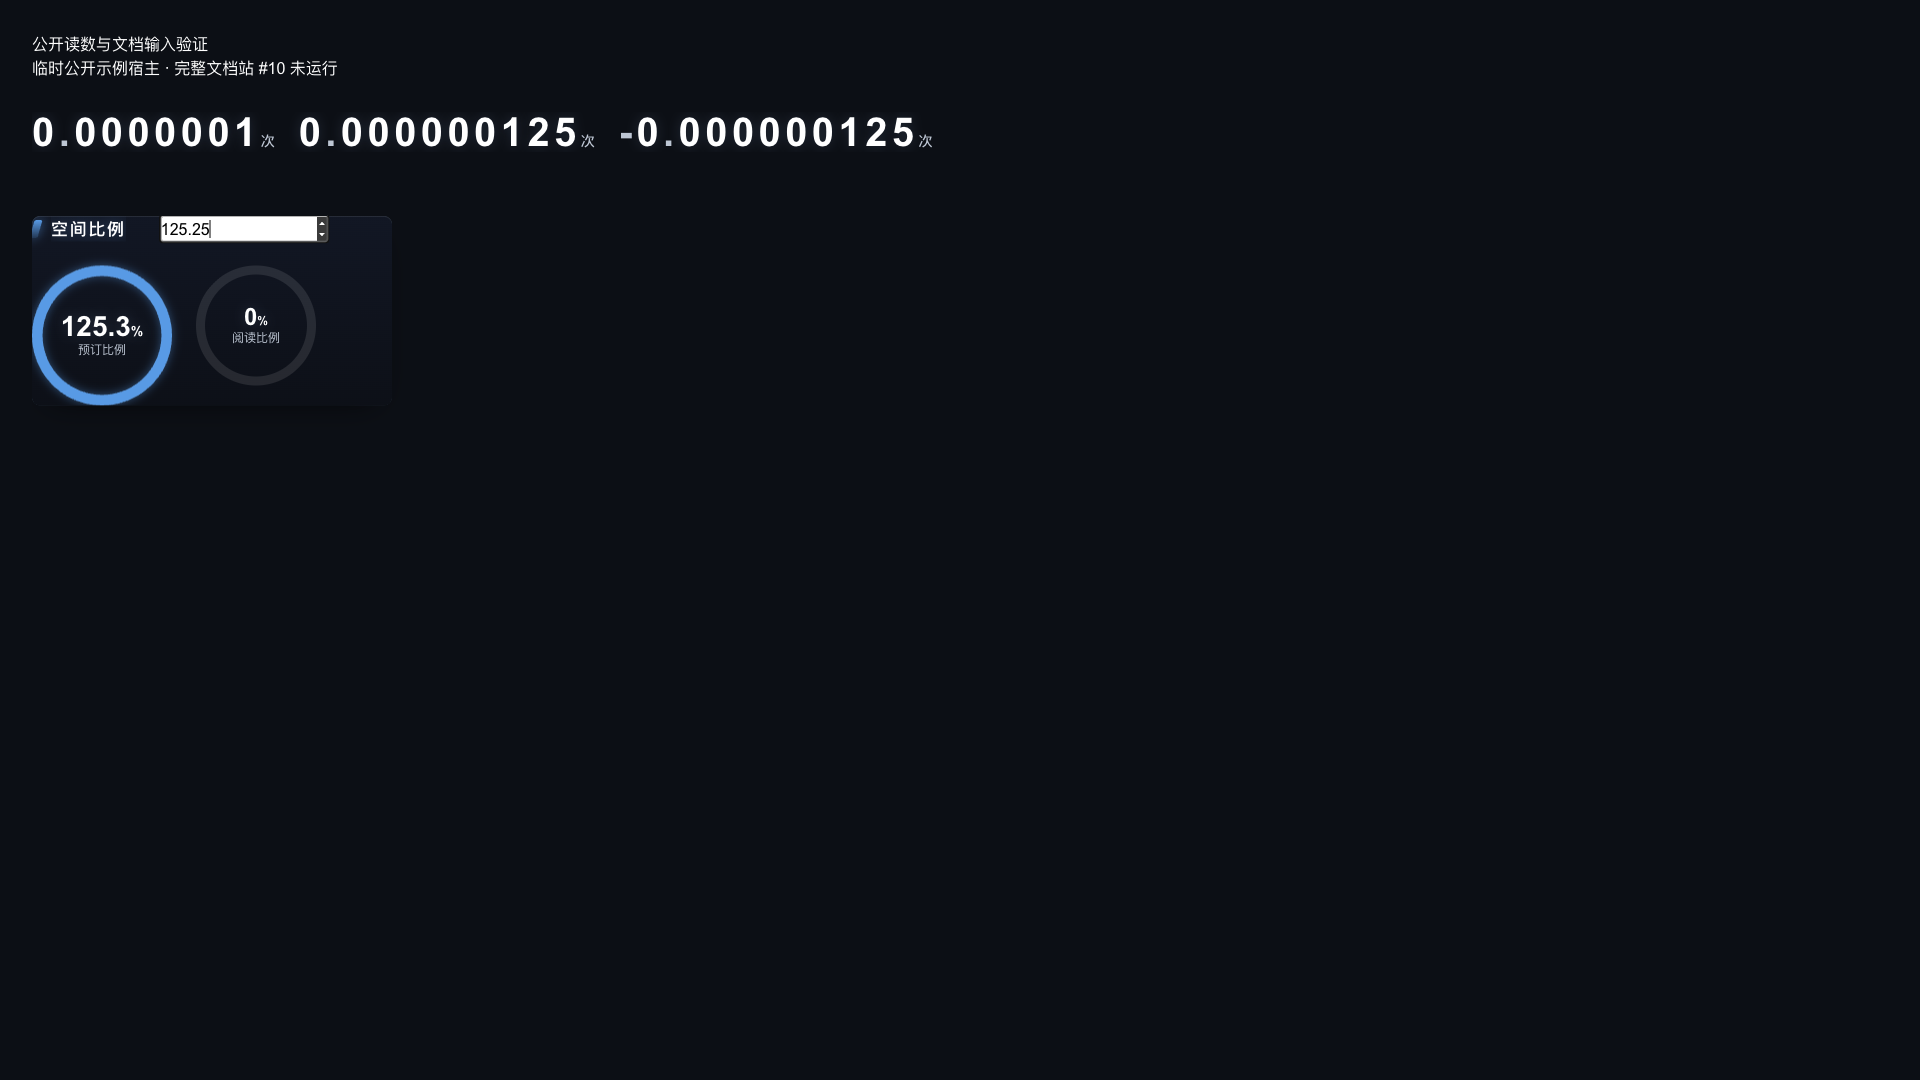 公开读数与文档输入验证
临时公开示例宿主 · 完整文档站 #10 未运行
0.0000001次 0.000000125次 -0.000000125次
空间比例 125.25
125.3% 0%
预订比例 阅读比例